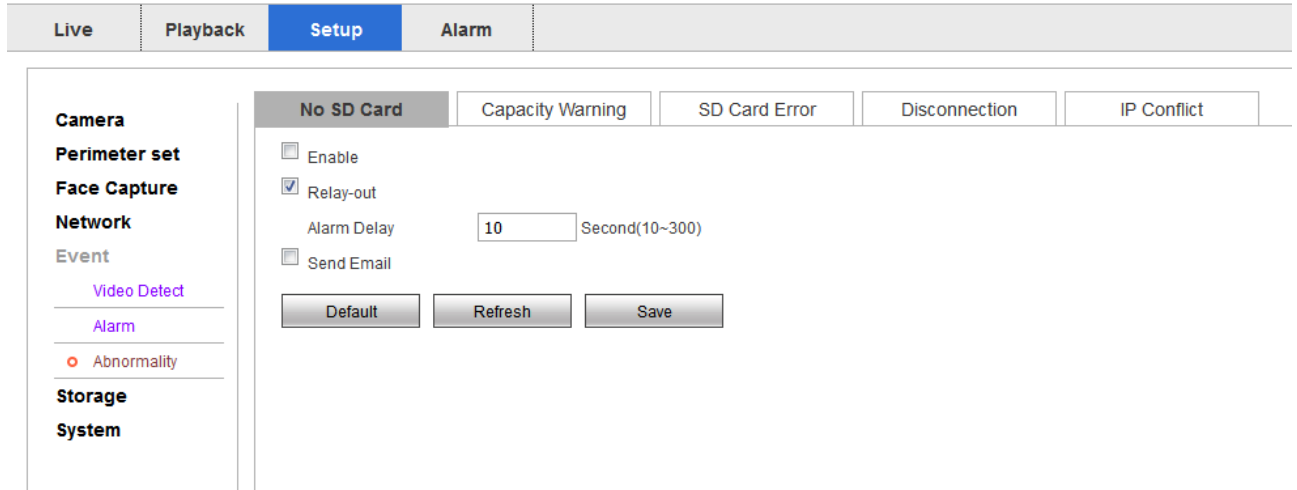 Live Playback Setup Alarm
Camera
Perimeter set
Face Capture
Network
Event
Video Detect
Alarm
Abnormality
Storage
System
No SD Card Capacity Warning SD Card Error Disconnection IP Conflict
Enable
Relay-out
Alarm Delay 10 Second(10~300)
Send Email
Default Refresh Save